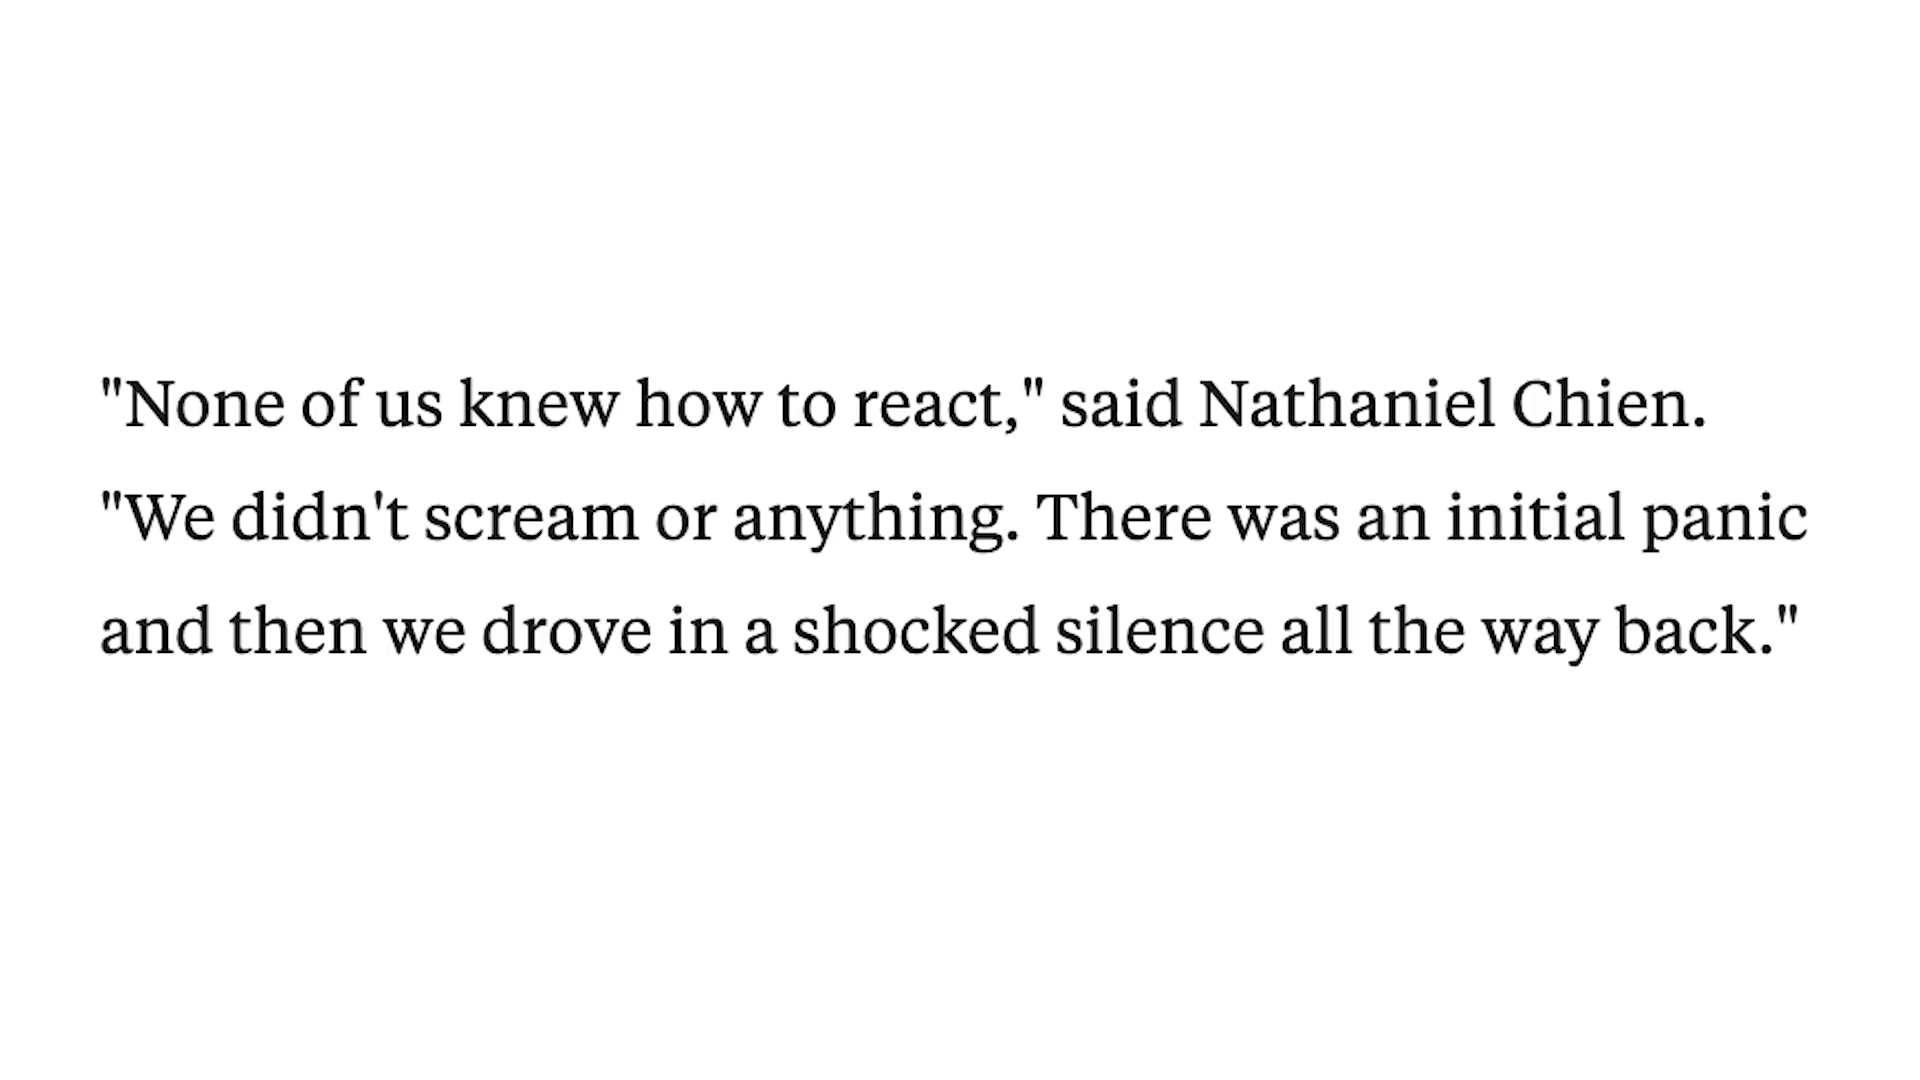 "None of us knew how to react," said Nathaniel Chien.
"We didn't scream or anything. There was an initial panic
and then we drove in a shocked silence all the way back."